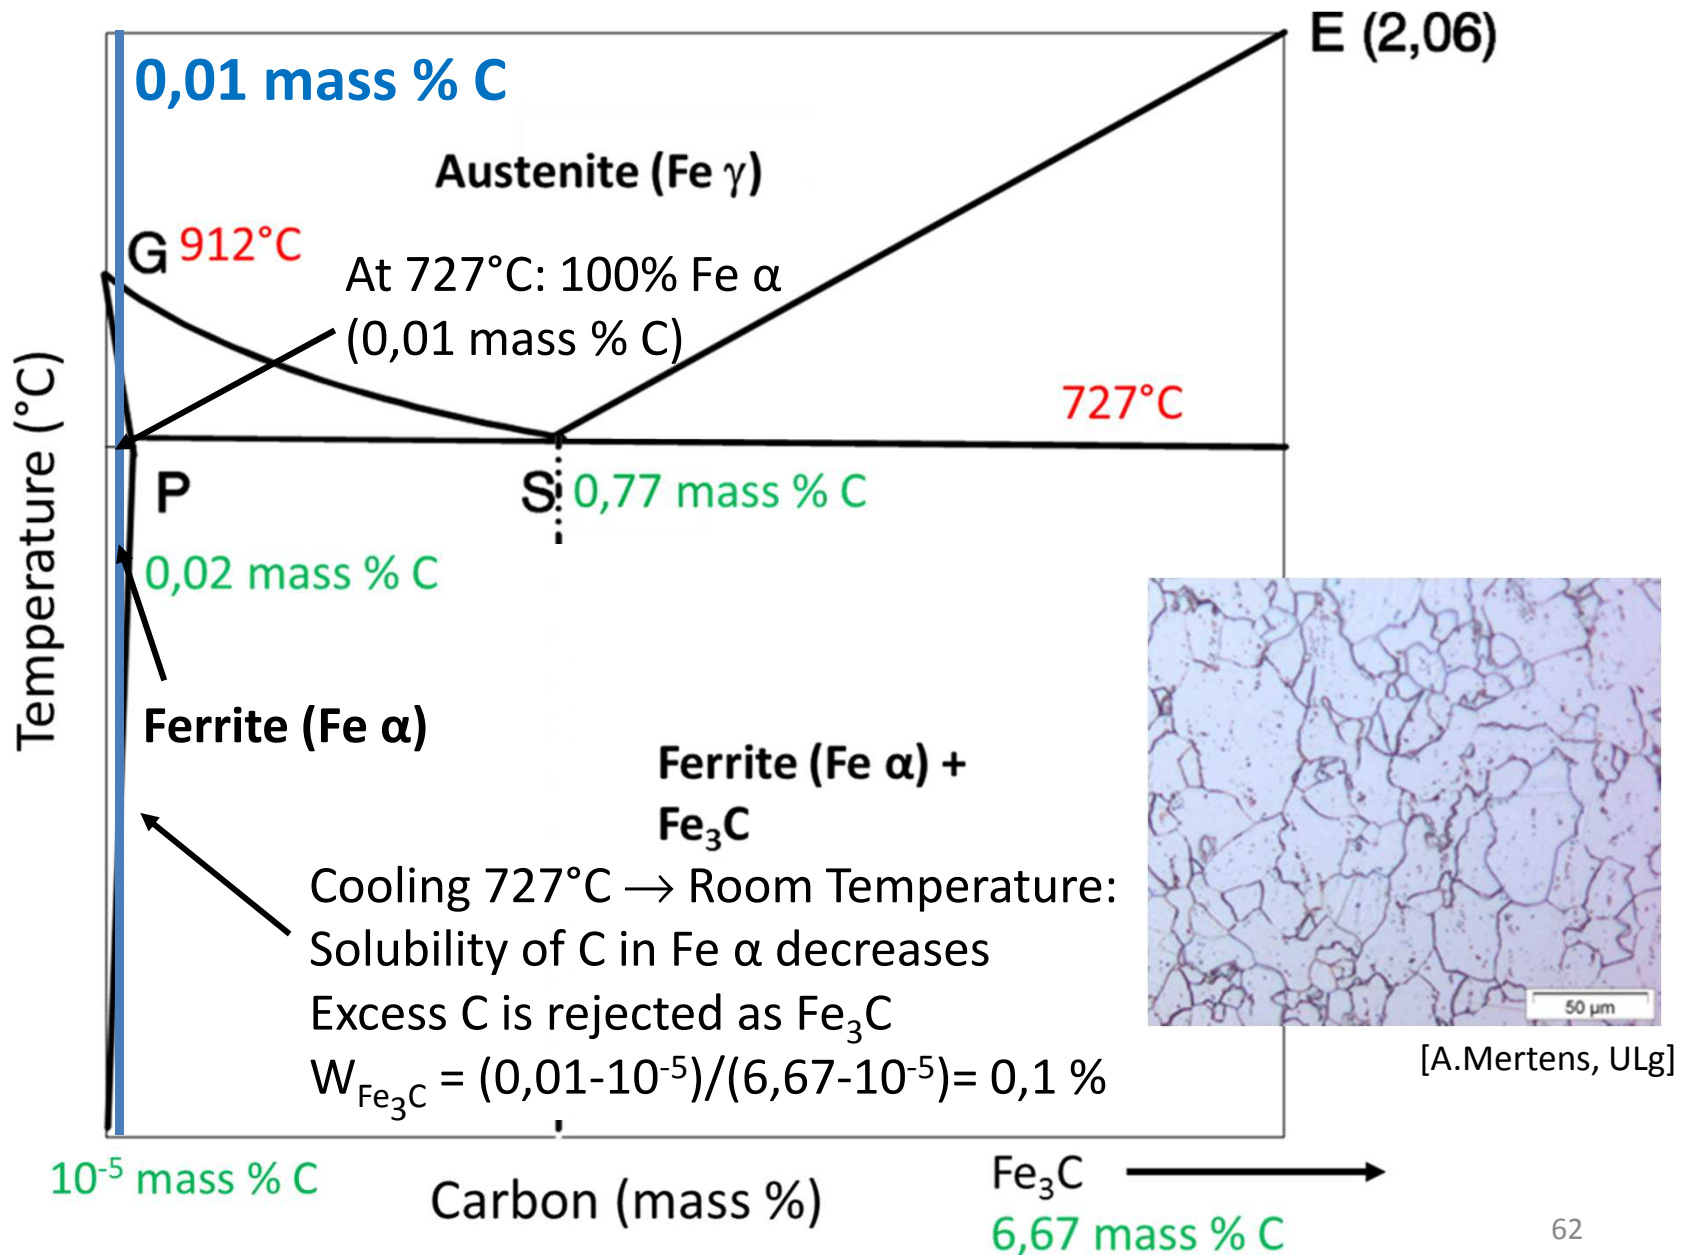 E (2,06)
0,01 mass % C
Austenite (Fe γ)
G 912°C
At 727°C: 100% Fe α
(0,01 mass % C)
727°C
Temperature (°C)
P
S
0,77 mass % C
0,02 mass % C
Ferrite (Fe α)
Ferrite (Fe α) +
Fe₃C
Cooling 727°C → Room Temperature:
Solubility of C in Fe α decreases
Excess C is rejected as Fe₃C
W_Fe₃C = (0,01-10⁻⁵)/(6,67-10⁻⁵)= 0,1 %
50 µm
[A.Mertens, ULg]
10⁻⁵ mass % C
Carbon (mass %)
Fe₃C
6,67 mass % C
62